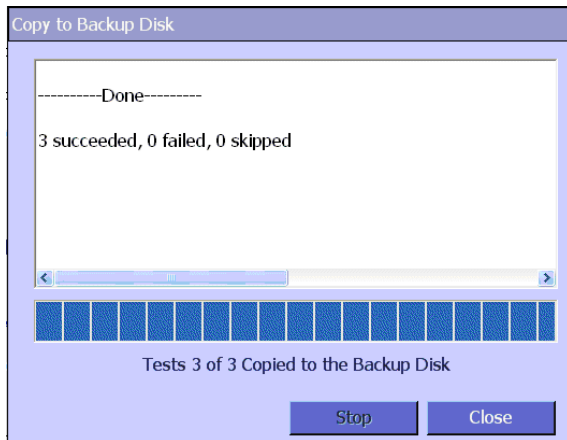 Copy to Backup Disk
----------Done---------
3 succeeded, 0 failed, 0 skipped
Tests 3 of 3 Copied to the Backup Disk
Stop
Close